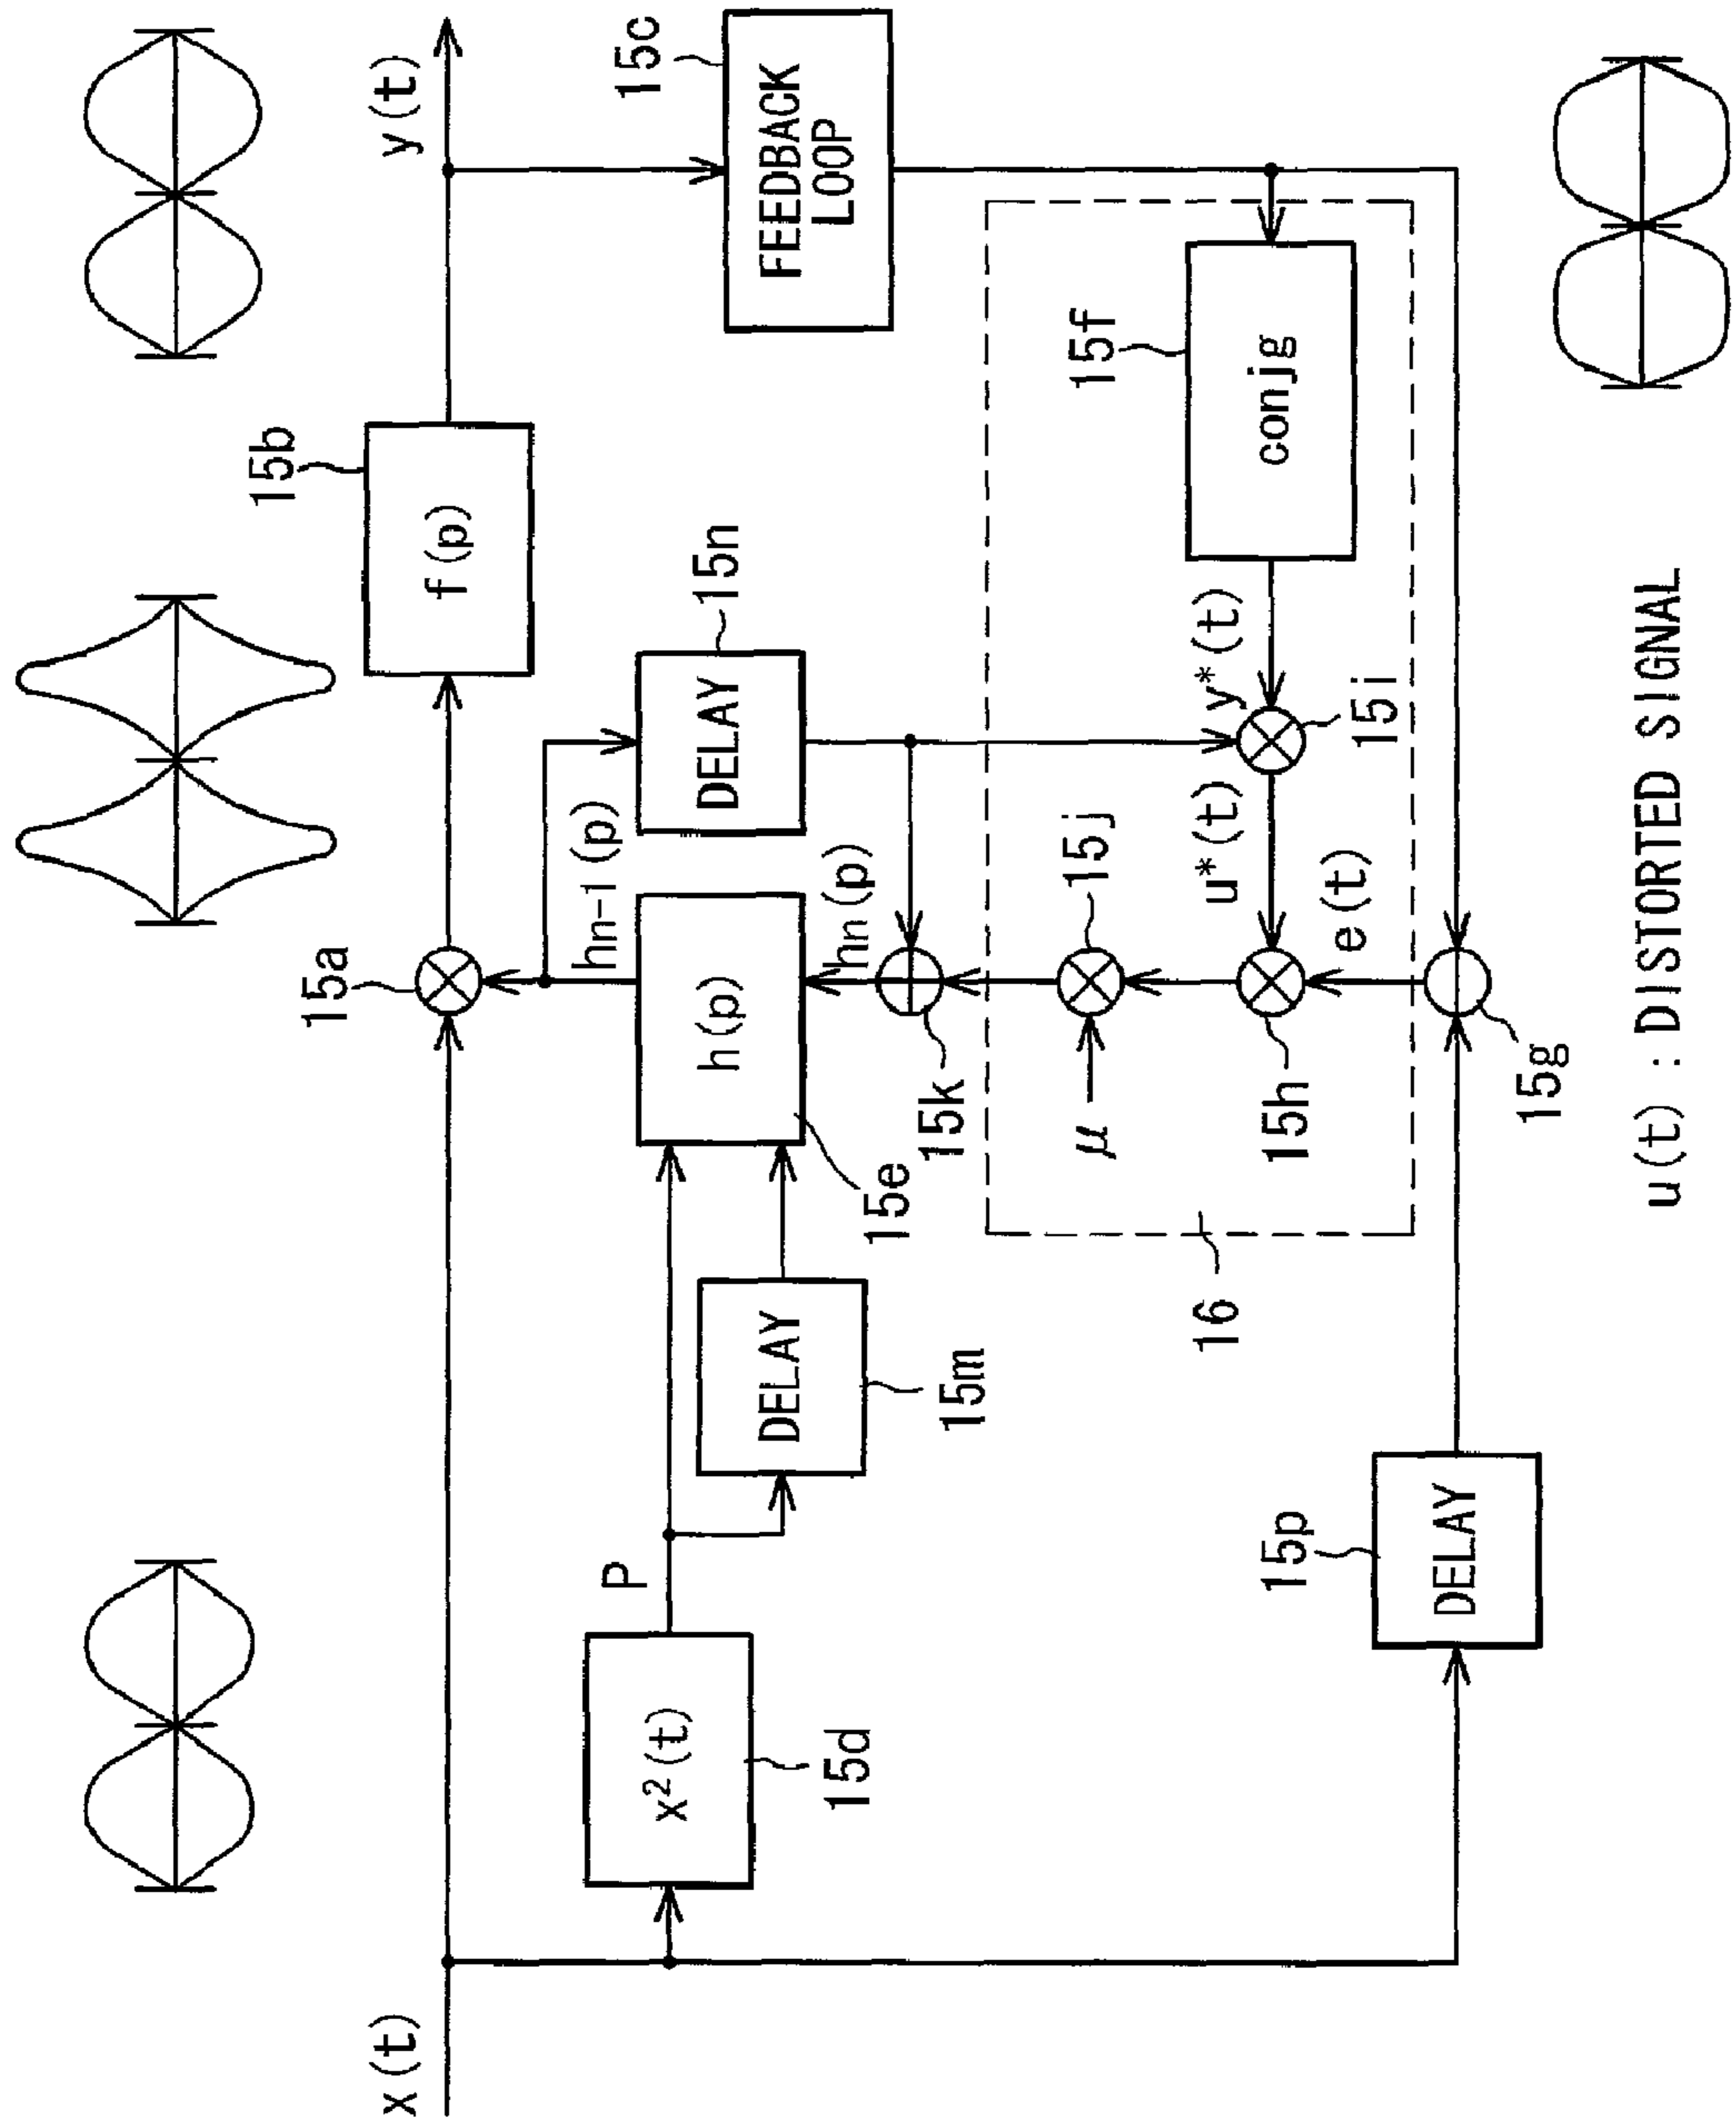 x(t)
15a
15b
f(p)
y(t)
x²(t)
15d
P
DELAY
15m
hn-1(p)
h(p)
15e
DELAY
15n
FEEDBACK
LOOP
15c
hn(p)
15k
16
μ
15j
15h
u*(t)
y*(t)
15i
conjg
15f
e(t)
15g
DELAY
15p
u(t) : DISTORTED SIGNAL